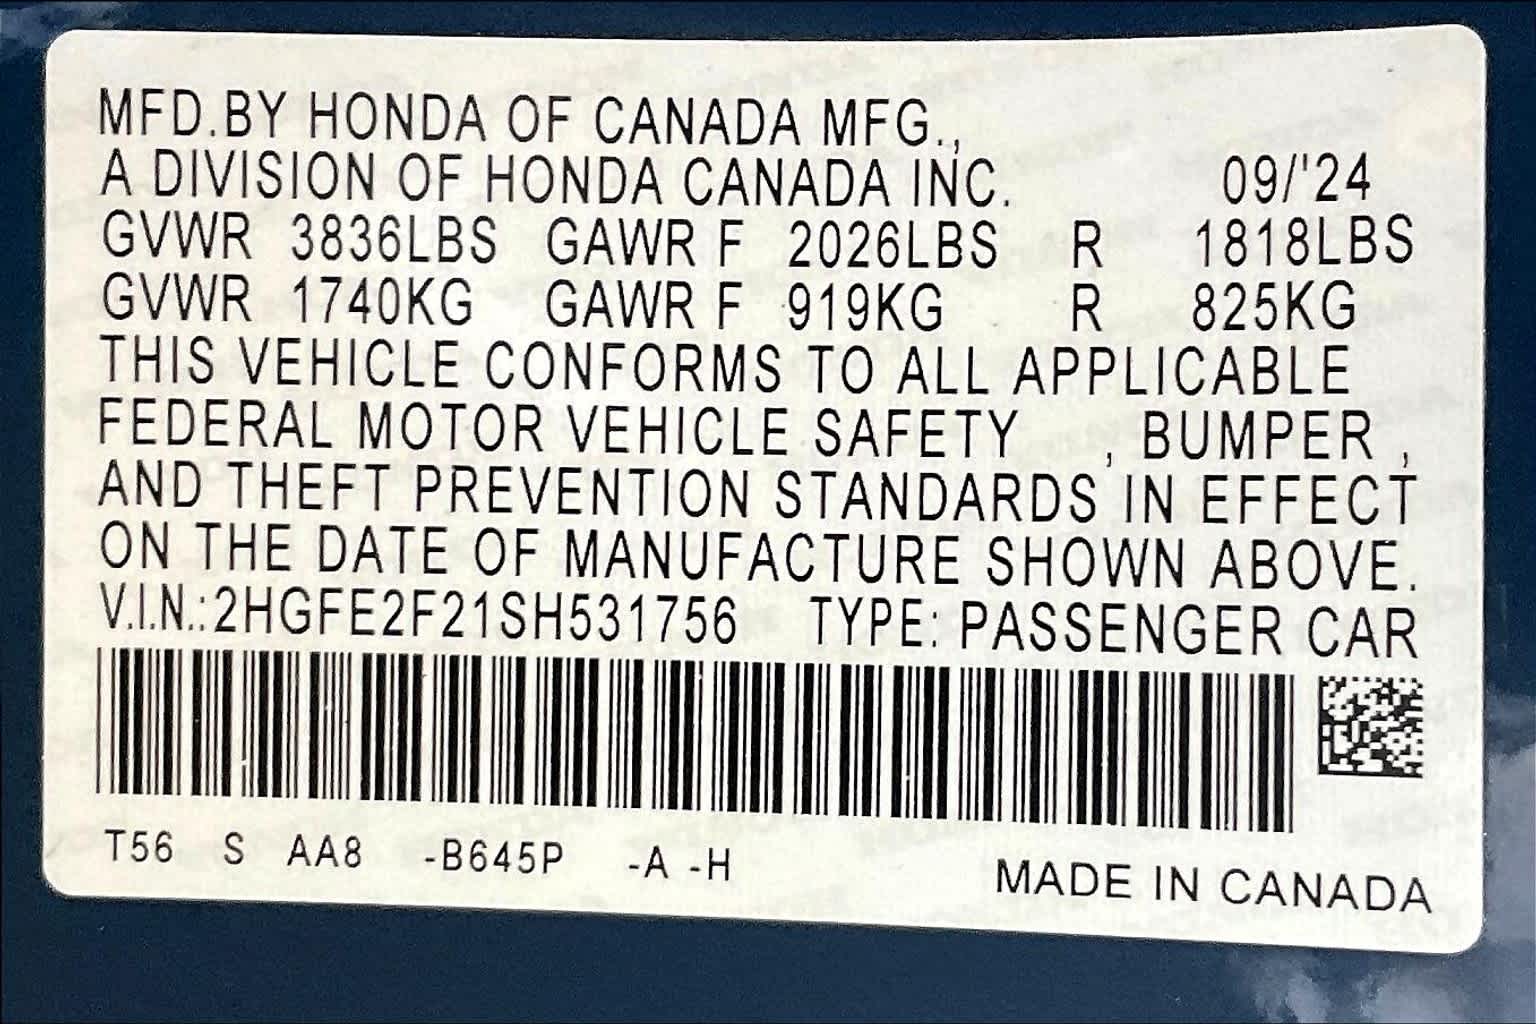 MFD.BY HONDA OF CANADA MFG.,
A DIVISION OF HONDA CANADA INC. 09/'24
GVWR 3836LBS GAWR F 2026LBS R 1818LBS
GVWR 1740KG GAWR F 919KG R 825KG
THIS VEHICLE CONFORMS TO ALL APPLICABLE
FEDERAL MOTOR VEHICLE SAFETY , BUMPER ,
AND THEFT PREVENTION STANDARDS IN EFFECT
ON THE DATE OF MANUFACTURE SHOWN ABOVE.
V.I.N.:2HGFE2F21SH531756 TYPE: PASSENGER CAR
T56 S AA8 -B645P -A -H
MADE IN CANADA